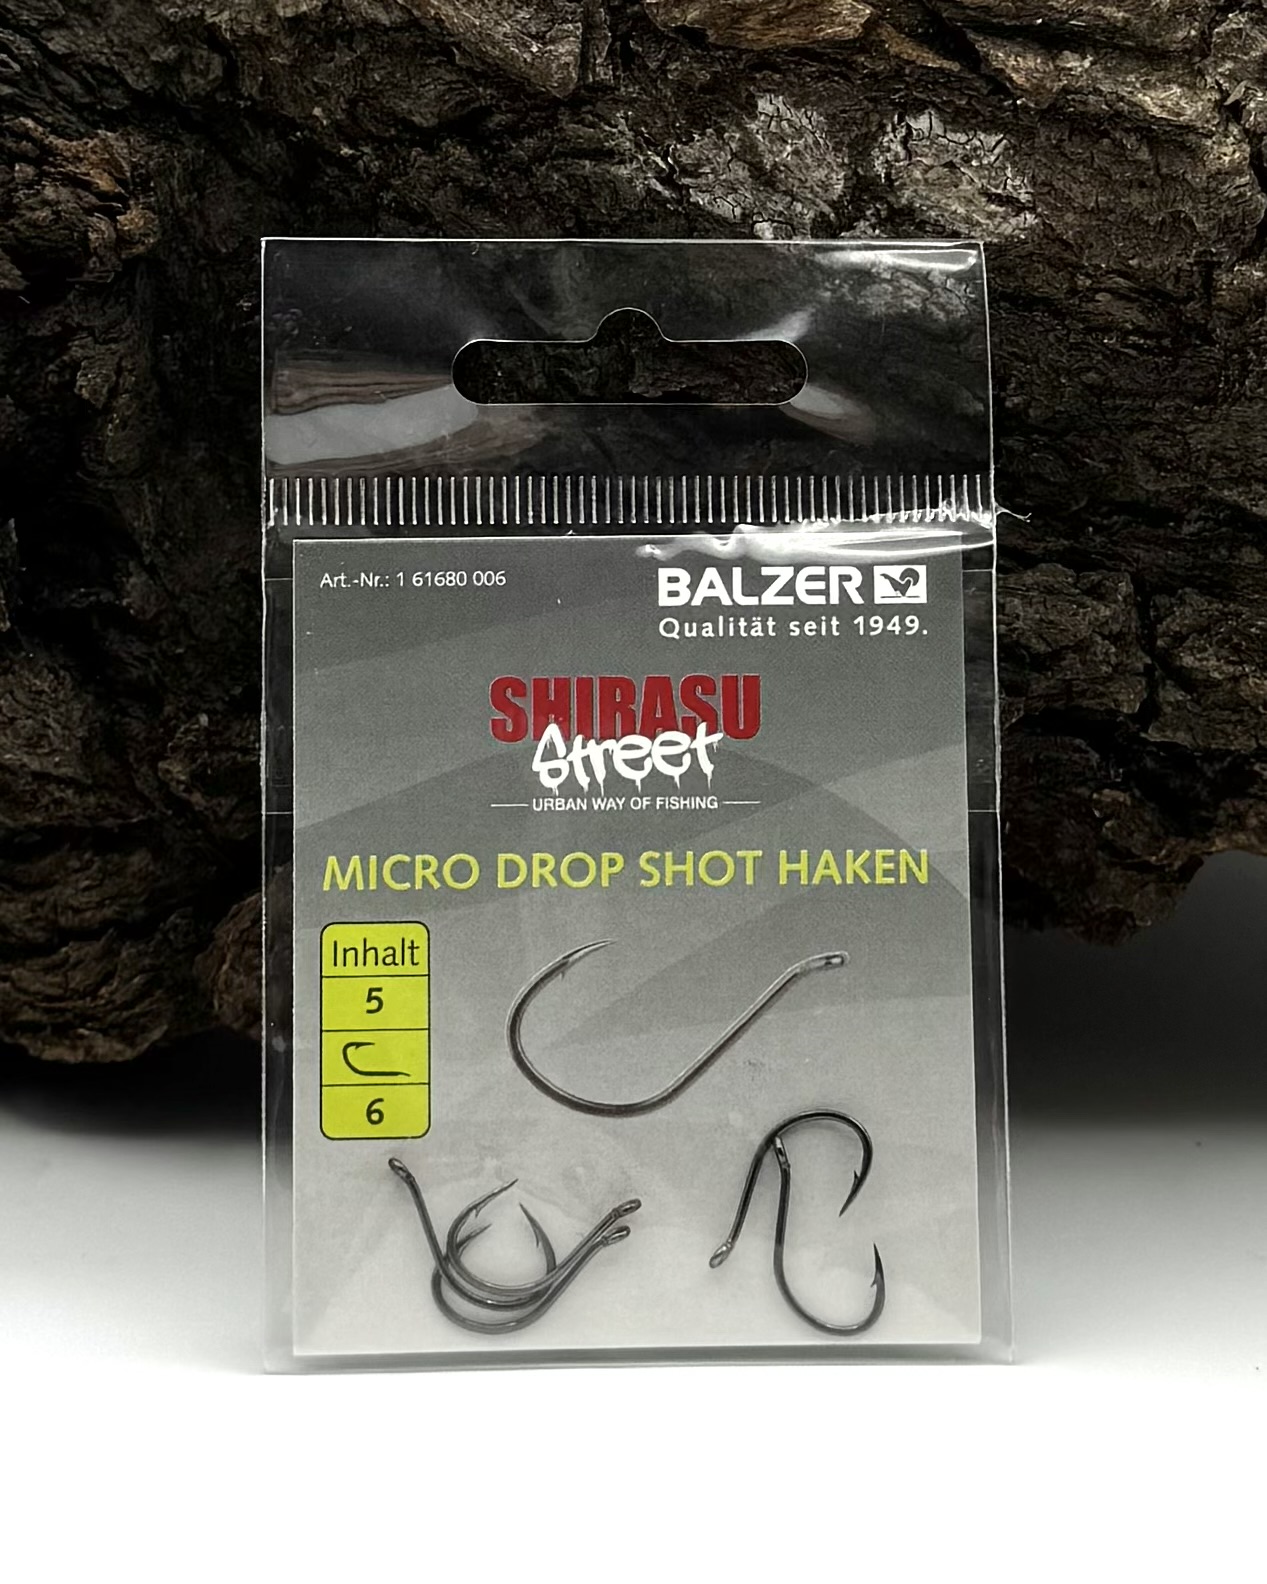 Art.-Nr.: 1 61680 006
BALZER
Qualität seit 1949.
SHIRASU
Street
URBAN WAY OF FISHING
MICRO DROP SHOT HAKEN
Inhalt
5
6